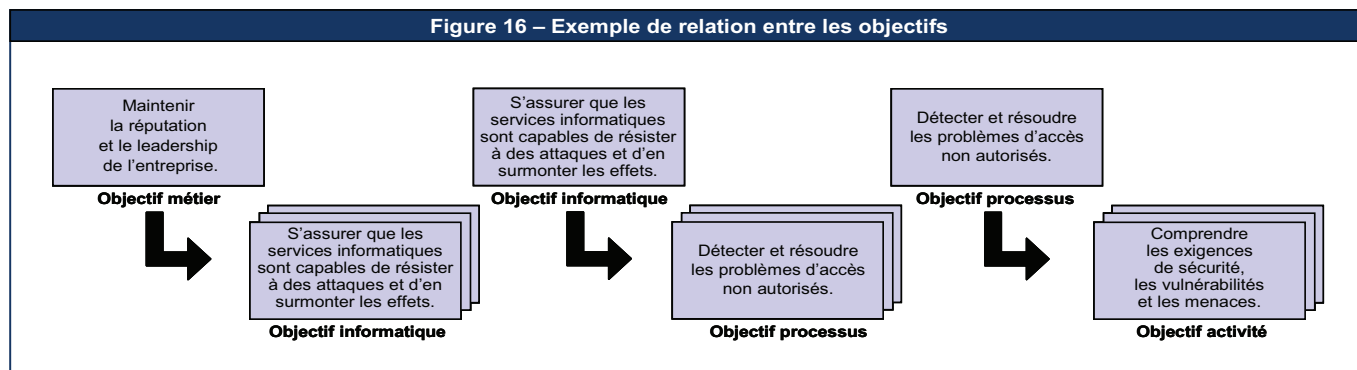 Figure 16 – Exemple de relation entre les objectifs
Maintenir
la réputation
et le leadership
de l'entreprise.
Objectif métier
S'assurer que les
services informatiques
sont capables de résister
à des attaques et d'en
surmonter les effets.
Objectif informatique
S'assurer que les
services informatiques
sont capables de résister
à des attaques et d'en
surmonter les effets.
Objectif informatique
Détecter et résoudre
les problèmes d'accès
non autorisés.
Objectif processus
Détecter et résoudre
les problèmes d'accès
non autorisés.
Objectif processus
Comprendre
les exigences
de sécurité,
les vulnérabilités
et les menaces.
Objectif activité